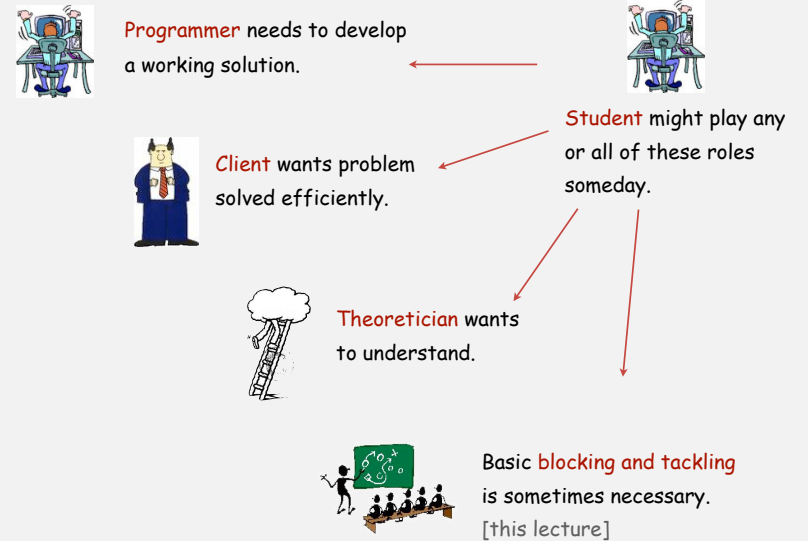 Programmer needs to develop
a working solution.
Student might play any
or all of these roles
someday.
Client wants problem
solved efficiently.
Theoretician wants
to understand.
Basic blocking and tackling
is sometimes necessary.
[this lecture]